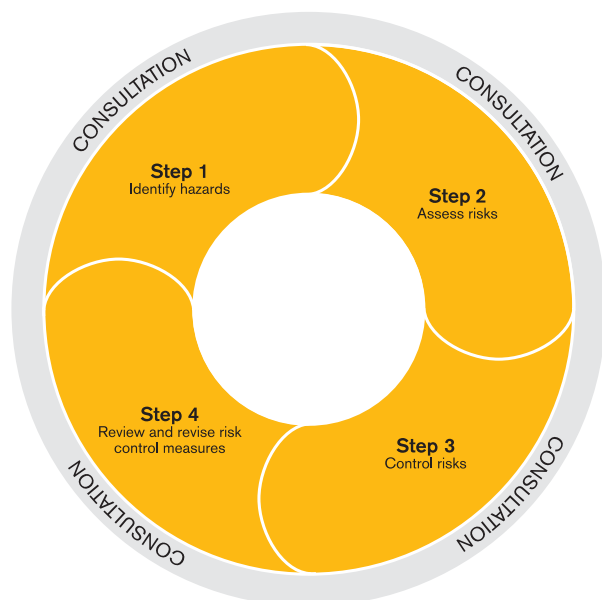 CONSULTATION
CONSULTATION
Step 1
Identify hazards
Step 2
Assess risks
Step 4
Review and revise risk
control measures
Step 3
Control risks
CONSULTATION
CONSULTATION